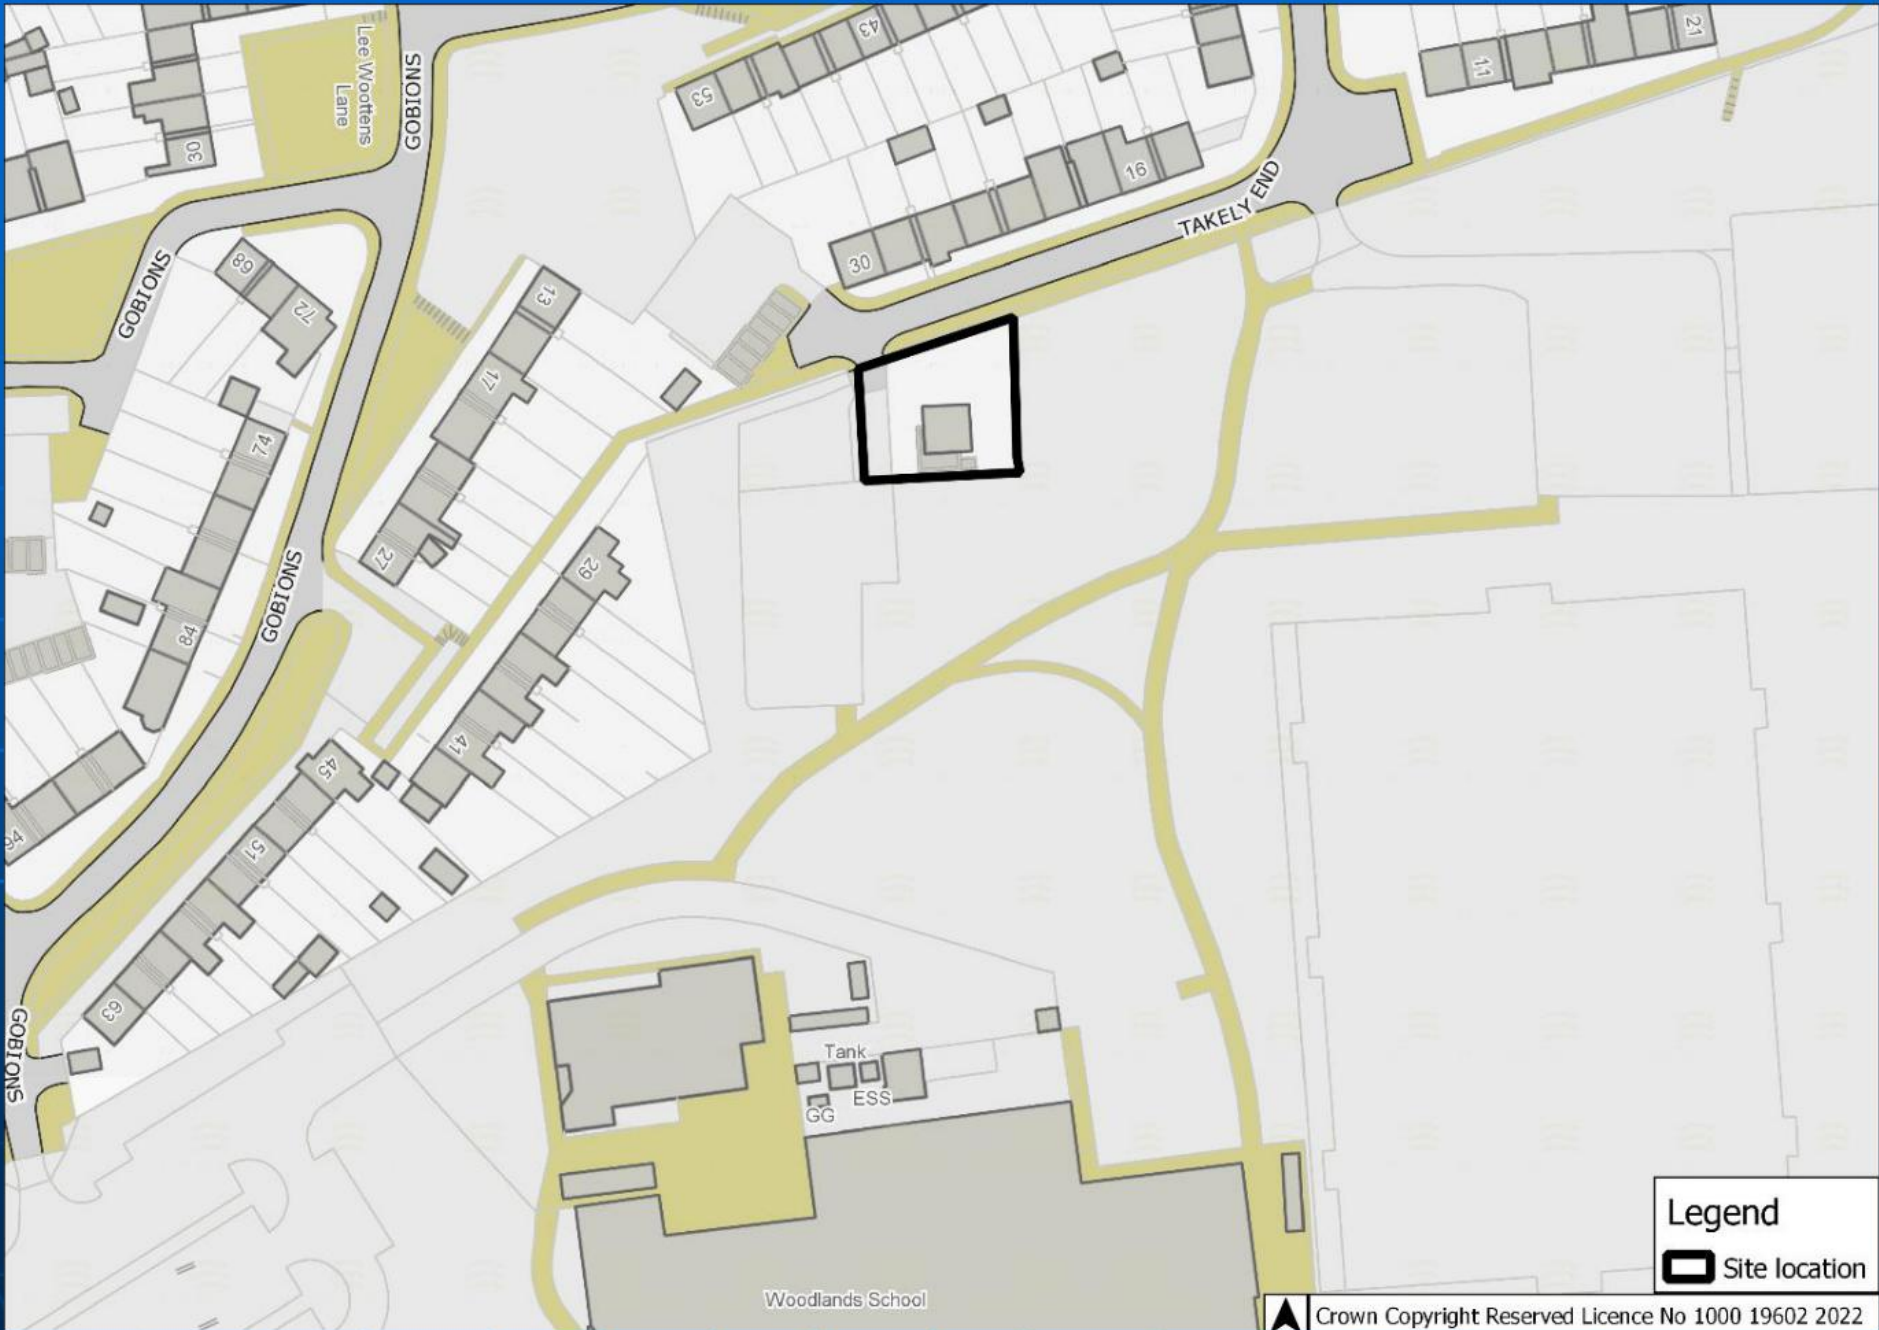 43
21
11
53
Lee Woottens
Lane
GOBIONS
30
16
TAKELY END
30
68
GOBIONS
72
13
17
74
27
29
GOBIONS
84
41
45
94
51
63
GOBIONS
Tank
ESS
GG
Woodlands School
Legend
Site location
Crown Copyright Reserved Licence No 1000 19602 2022